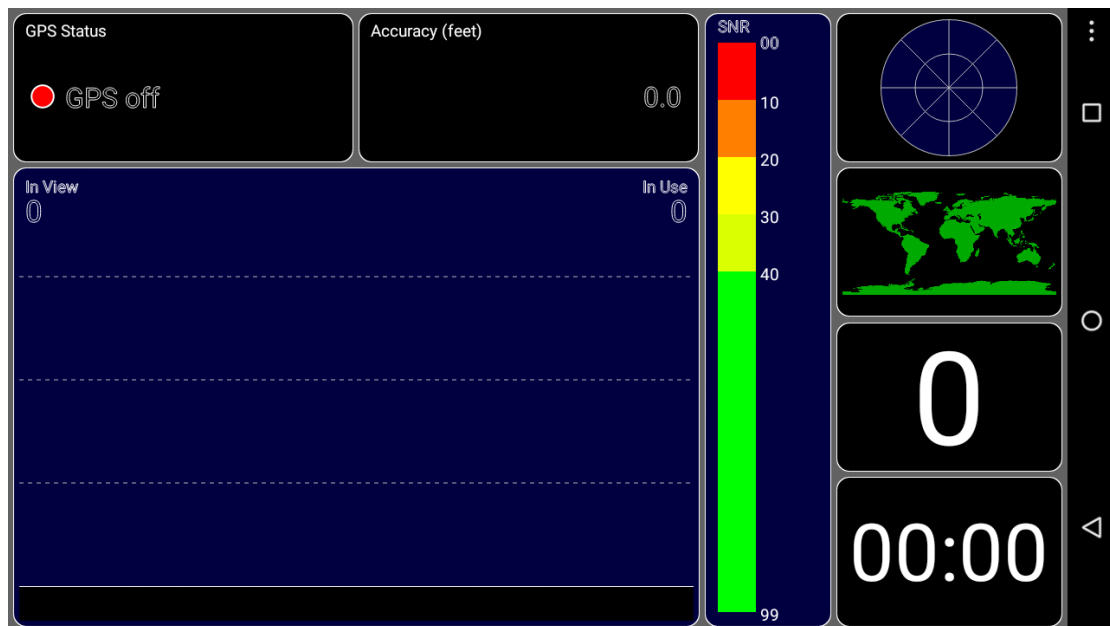 GPS Status
GPS off
Accuracy (feet)
0.0
In View
0
In Use
0
SNR
00
10
20
30
40
99
0
00:00